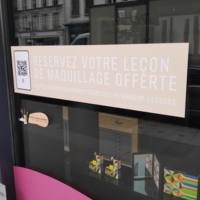 RÉSERVEZ VOTRE LEÇON
DE MAQUILLAGE OFFERTE